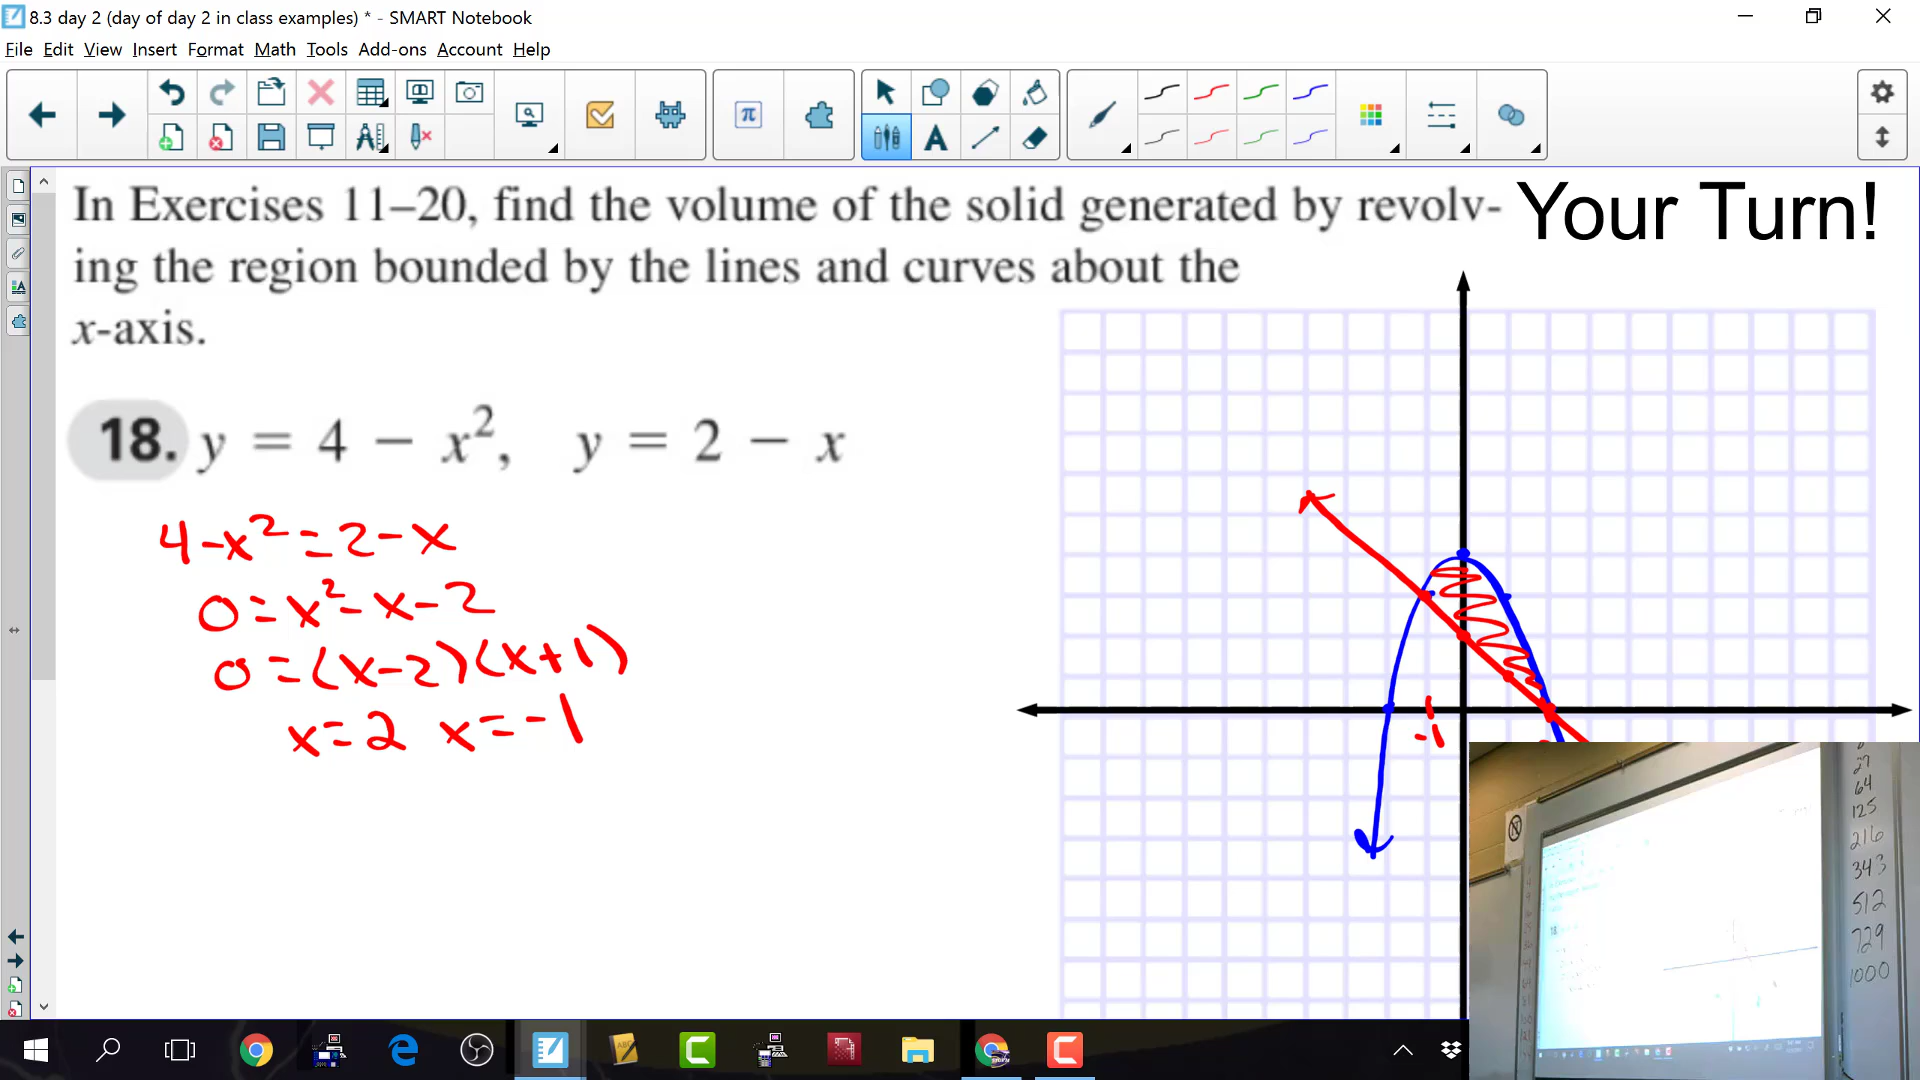 8.3 day 2 (day of day 2 in class examples) * - SMART Notebook
File Edit View Insert Format Math Tools Add-ons Account Help
In Exercises 11–20, find the volume of the solid generated by revolv-
ing the region bounded by the lines and curves about the
x-axis.
Your Turn!
18. y = 4 − x², y = 2 − x
4-x²=2-x
0=x²-x-2
0=(x-2)(x+1)
x=2 x=-1
-1
27
64
125
216
343
512
729
1000